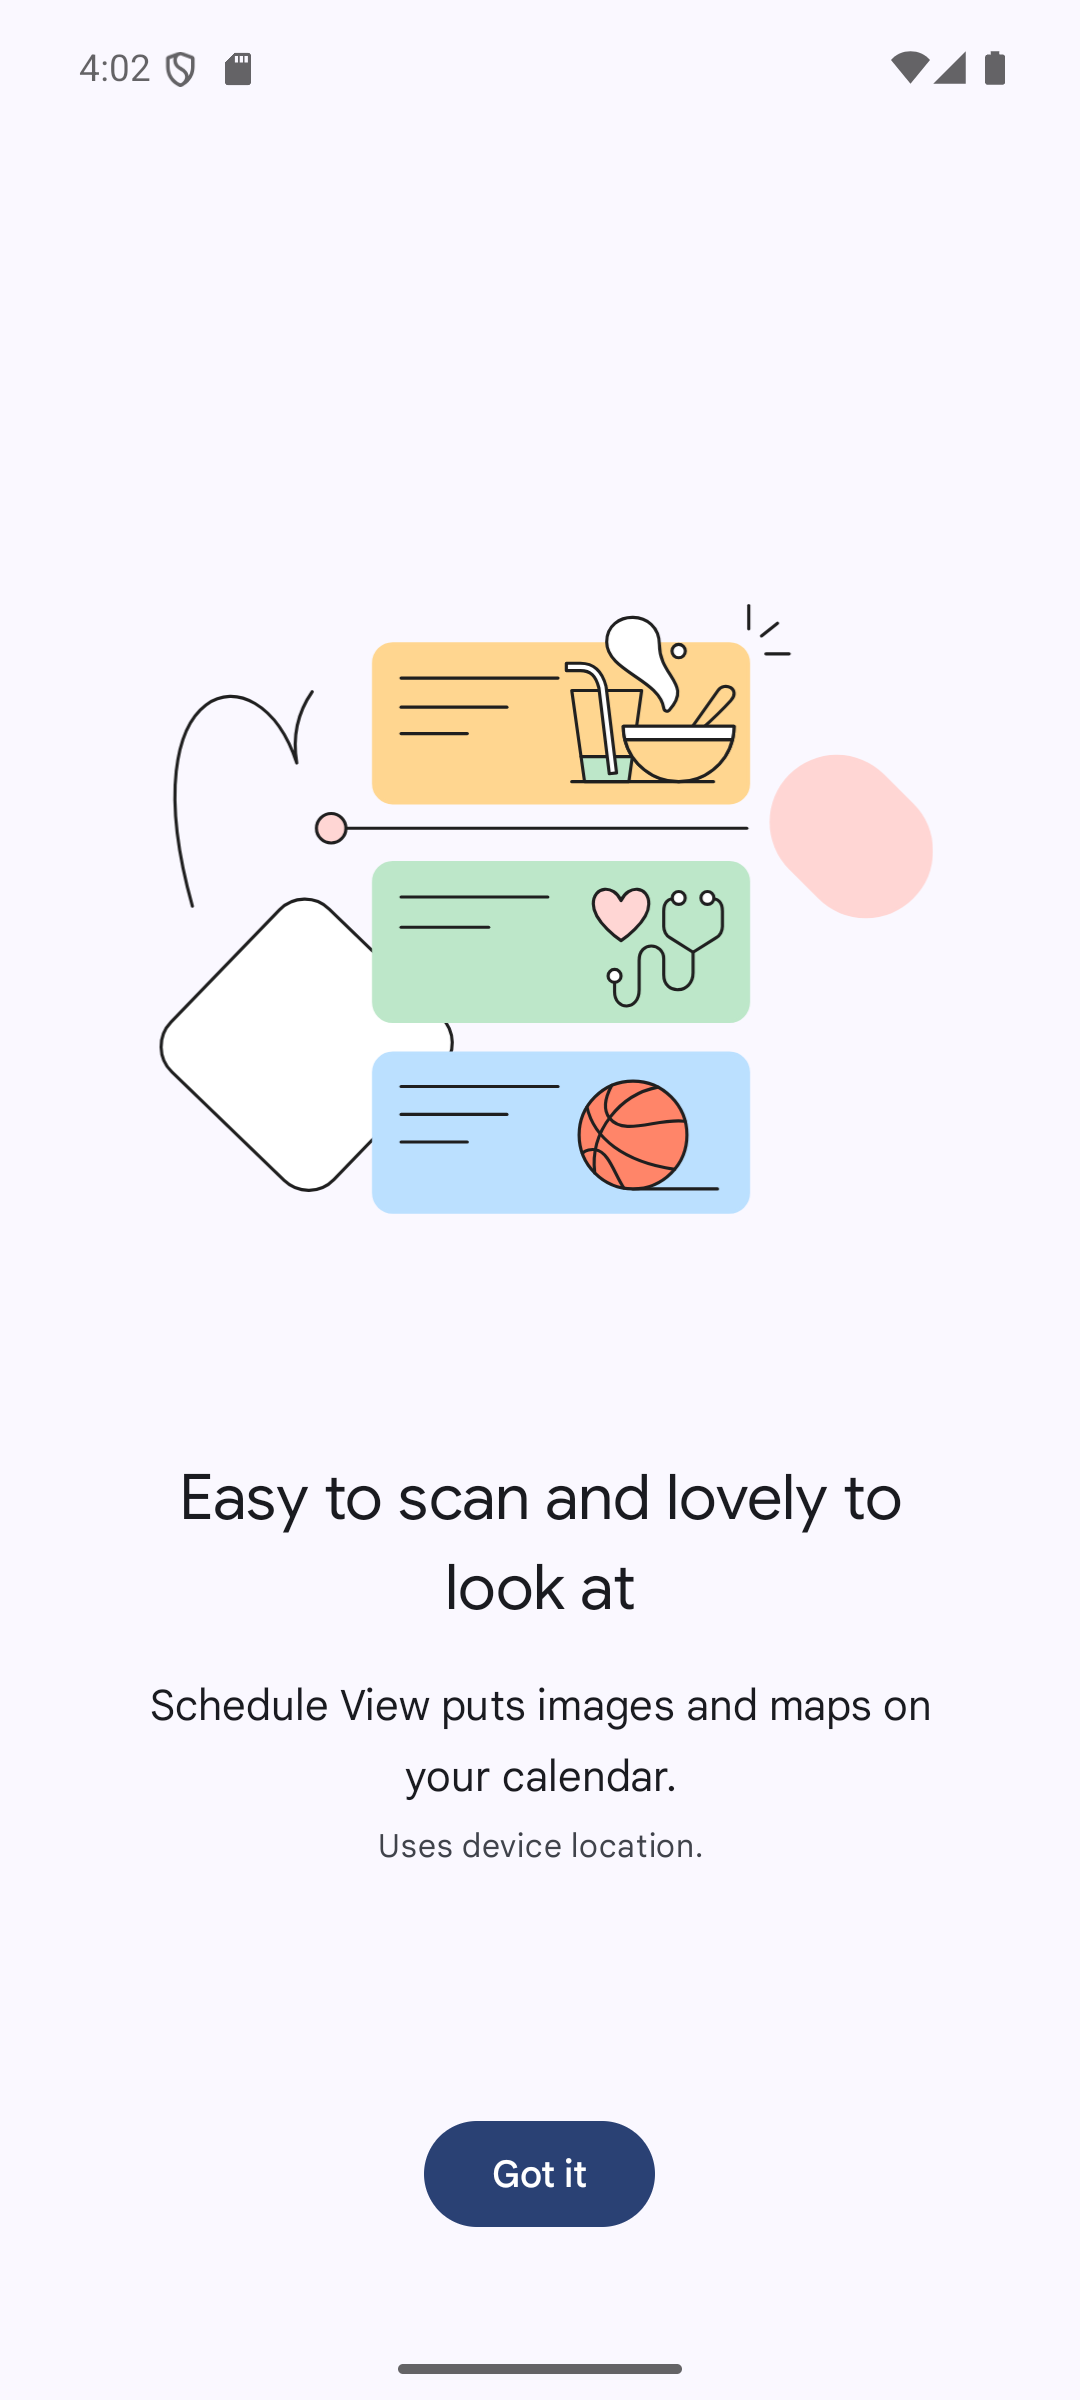 4:02
Easy to scan and lovely to
look at
Schedule View puts images and maps on
your calendar.
Uses device location.
Got it